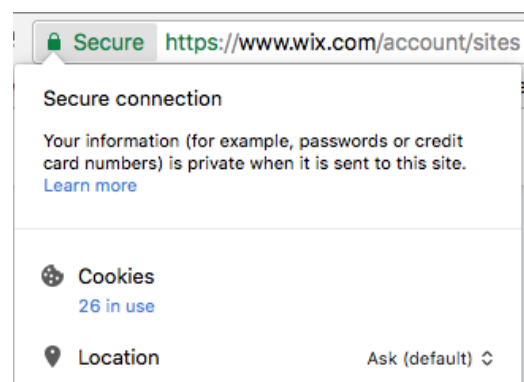 Secure https://www.wix.com/account/sites
Secure connection
Your information (for example, passwords or credit
card numbers) is private when it is sent to this site.
Learn more
Cookies
26 in use
Location Ask (default)